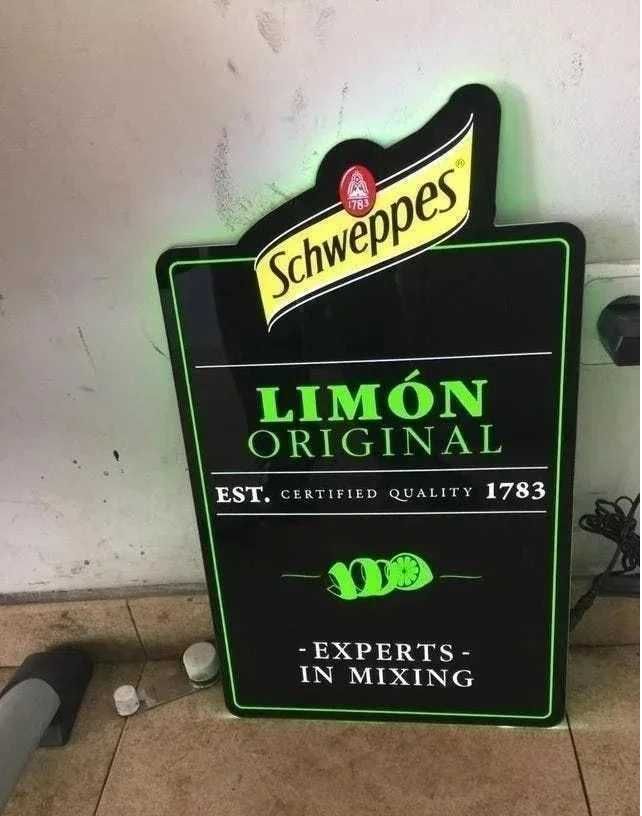 1783
Schweppes®
LIMÓN
ORIGINAL
EST. CERTIFIED QUALITY 1783
- EXPERTS -
IN MIXING